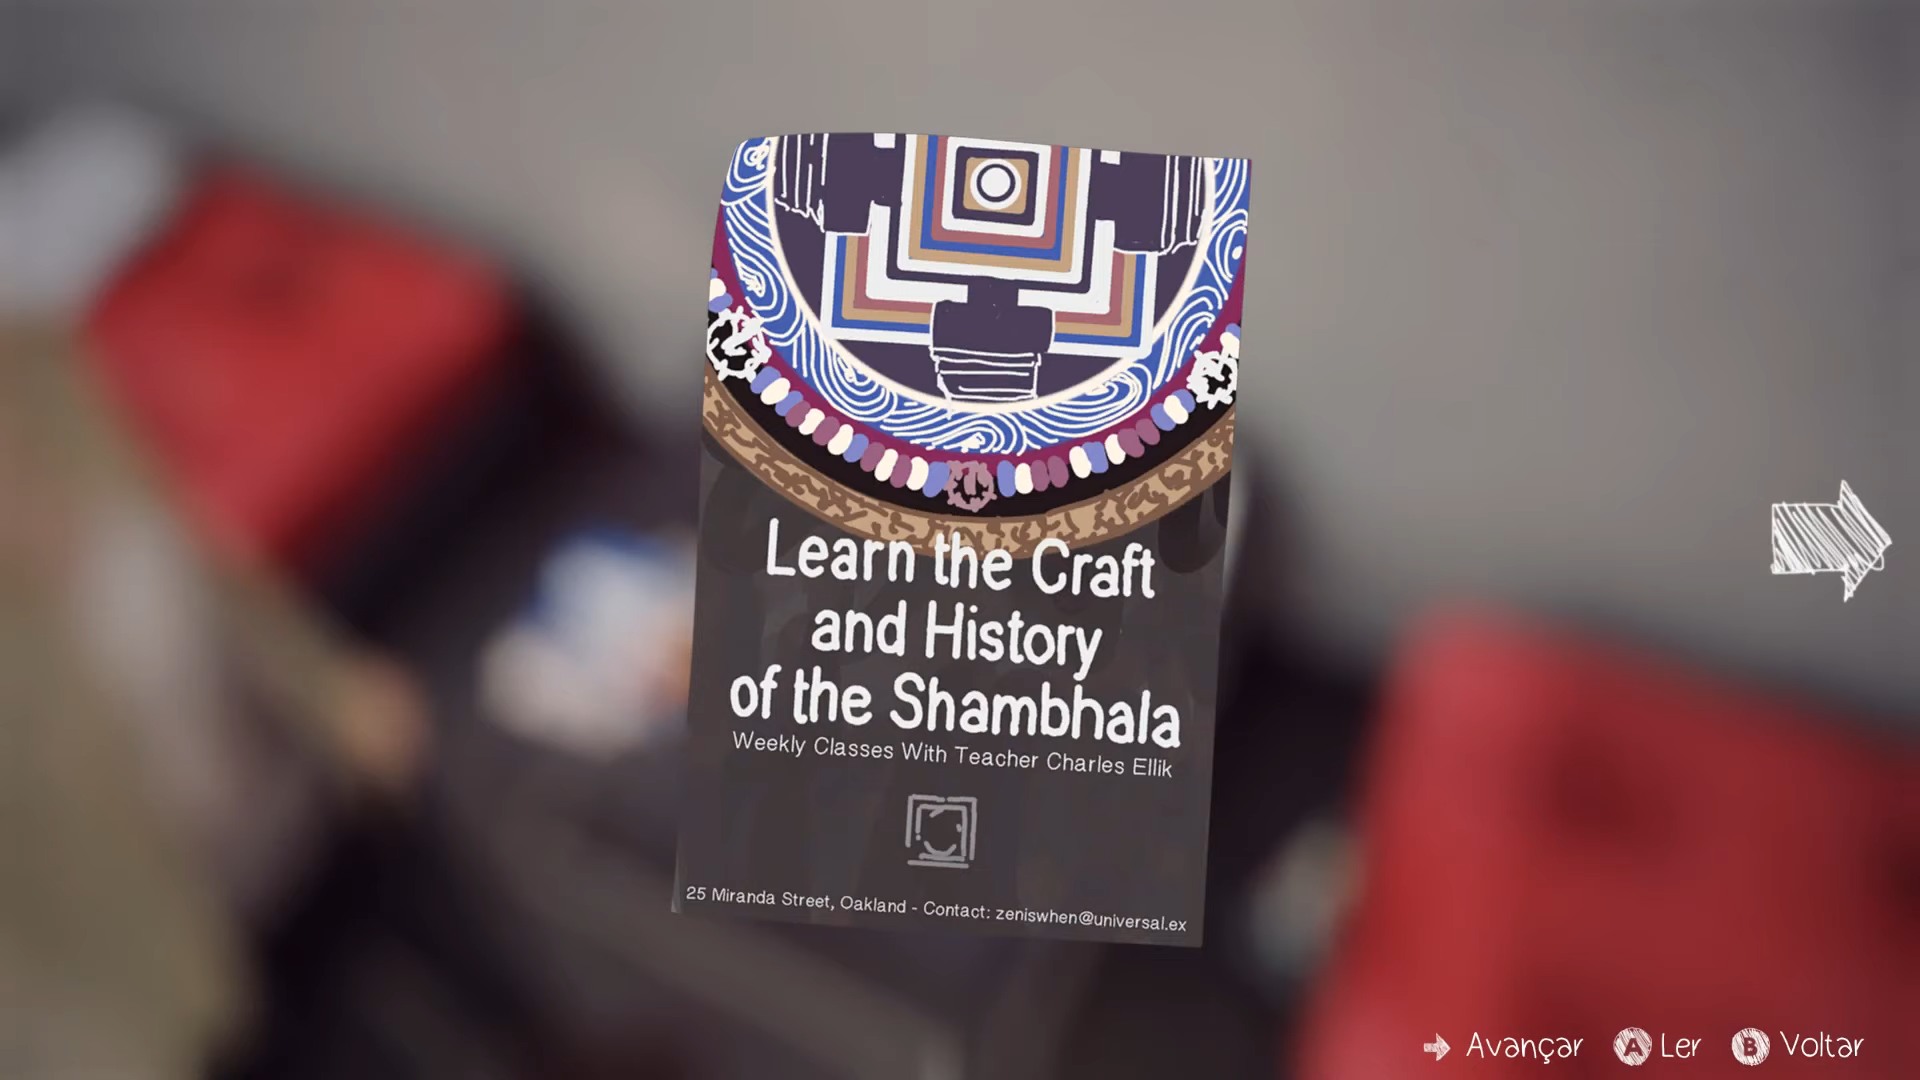 Learn the Craft
and History
of the Shambhala
Weekly Classes With Teacher Charles Ellik
25 Miranda Street, Oakland - Contact: zeniswhen@universal.ex
Avançar A Ler B Voltar